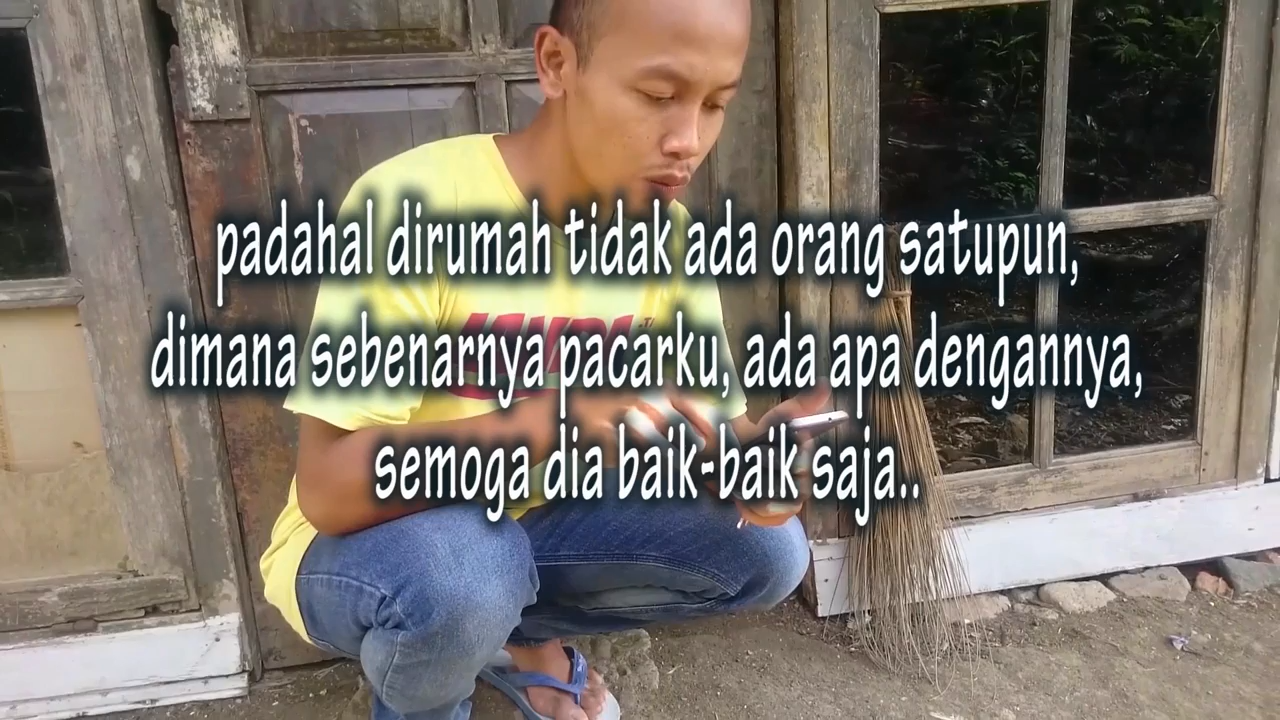 padahal dirumah tidak ada orang satupun,
dimana sebenarnya pacarku, ada apa dengannya,
semoga dia baik-baik saja..